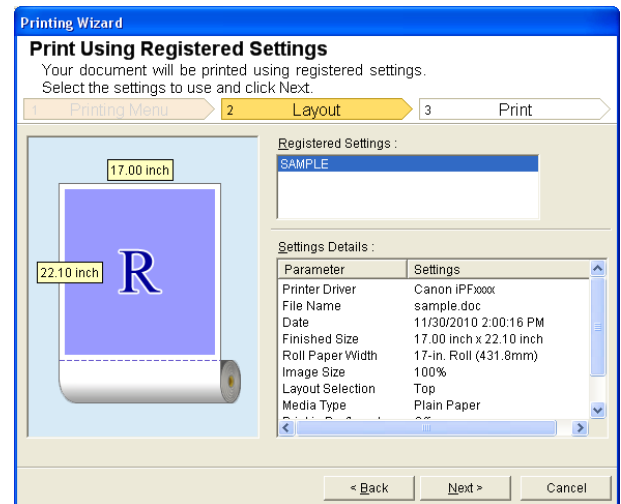 Printing Wizard
Print Using Registered Settings
Your document will be printed using registered settings.
Select the settings to use and click Next.
1 Printing Menu 2 Layout 3 Print
Registered Settings :
SAMPLE
17.00 inch
22.10 inch
R
Settings Details :
Parameter Settings
Printer Driver Canon iPFxxxx
File Name sample.doc
Date 11/30/2010 2:00:16 PM
Finished Size 17.00 inch x 22.10 inch
Roll Paper Width 17-in. Roll (431.8mm)
Image Size 100%
Layout Selection Top
Media Type Plain Paper
< Back Next > Cancel